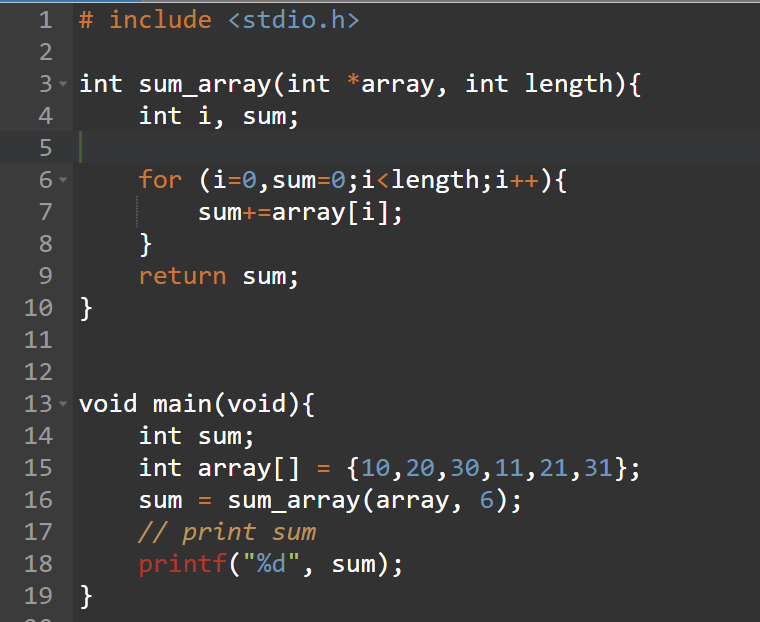 1 # include <stdio.h>
2
3 int sum_array(int *array, int length){
4     int i, sum;
5
6     for (i=0,sum=0;i<length;i++){
7         sum+=array[i];
8     }
9     return sum;
10 }
11
12
13 void main(void){
14     int sum;
15     int array[] = {10,20,30,11,21,31};
16     sum = sum_array(array, 6);
17     // print sum
18     printf("%d", sum);
19 }